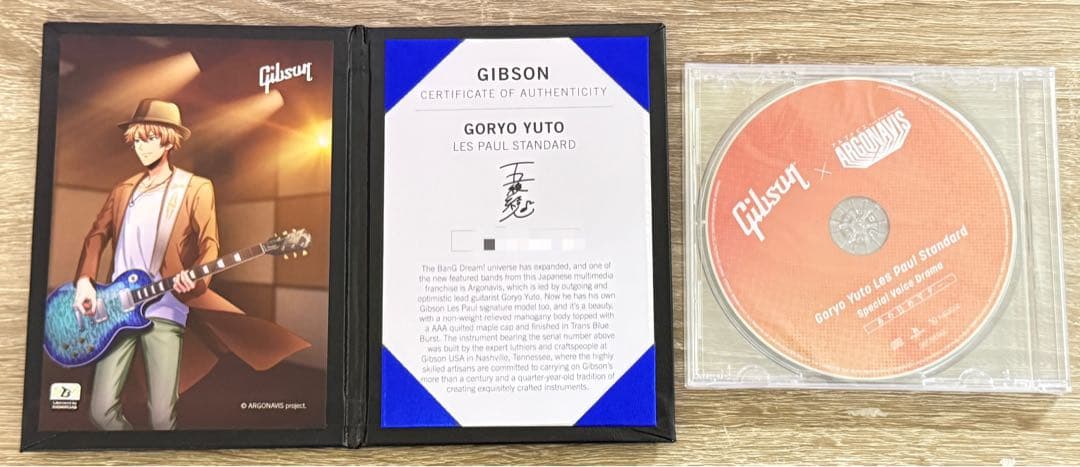 Gibson
© ARGONAVIS project.
GIBSON
CERTIFICATE OF AUTHENTICITY
GORYO YUTO
LES PAUL STANDARD
The BanG Dream! universe has expanded, and one of
the new featured bands from this Japanese multimedia
franchise is Argonavis, which is led by outgoing and
optimistic lead guitarist Goryo Yuto. Now he has his own
Gibson Les Paul signature model too, and it's a beauty,
with a non-weight relieved mahogany body topped with
a AAA quilted maple cap and finished in Trans Blue
Burst. The instrument bearing the serial number above
was built by the expert luthiers and craftspeople at
Gibson USA in Nashville, Tennessee, where the highly
skilled artisans are committed to carrying on Gibson's
more than a century and a quarter-year-old tradition of
creating exquisitely crafted instruments.
Gibson × ARGONAVIS
Goryo Yuto Les Paul Standard
Special Voice Drama